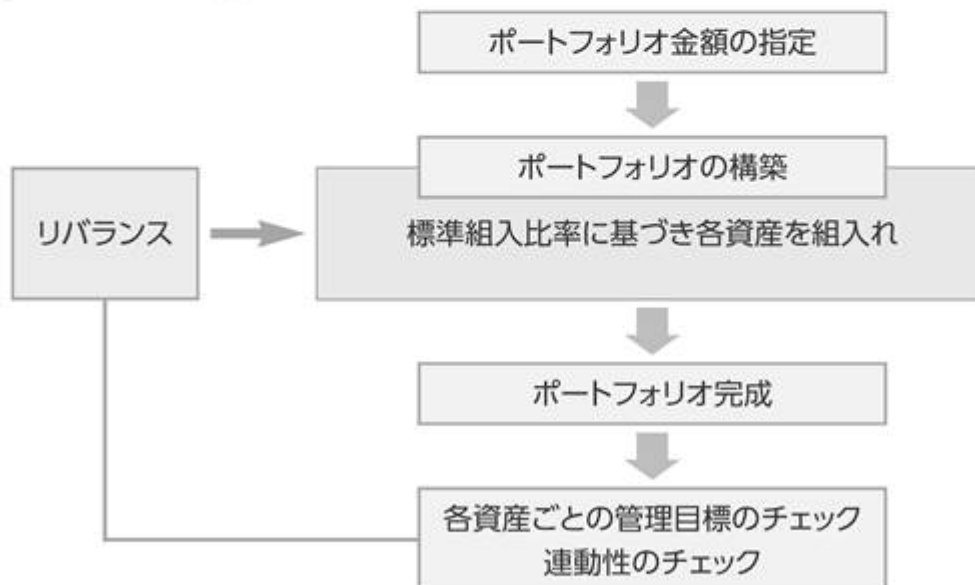 ポートフォリオ金額の指定
ポートフォリオの構築
リバランス
標準組入比率に基づき各資産を組入れ
ポートフォリオ完成
各資産ごとの管理目標のチェック
連動性のチェック